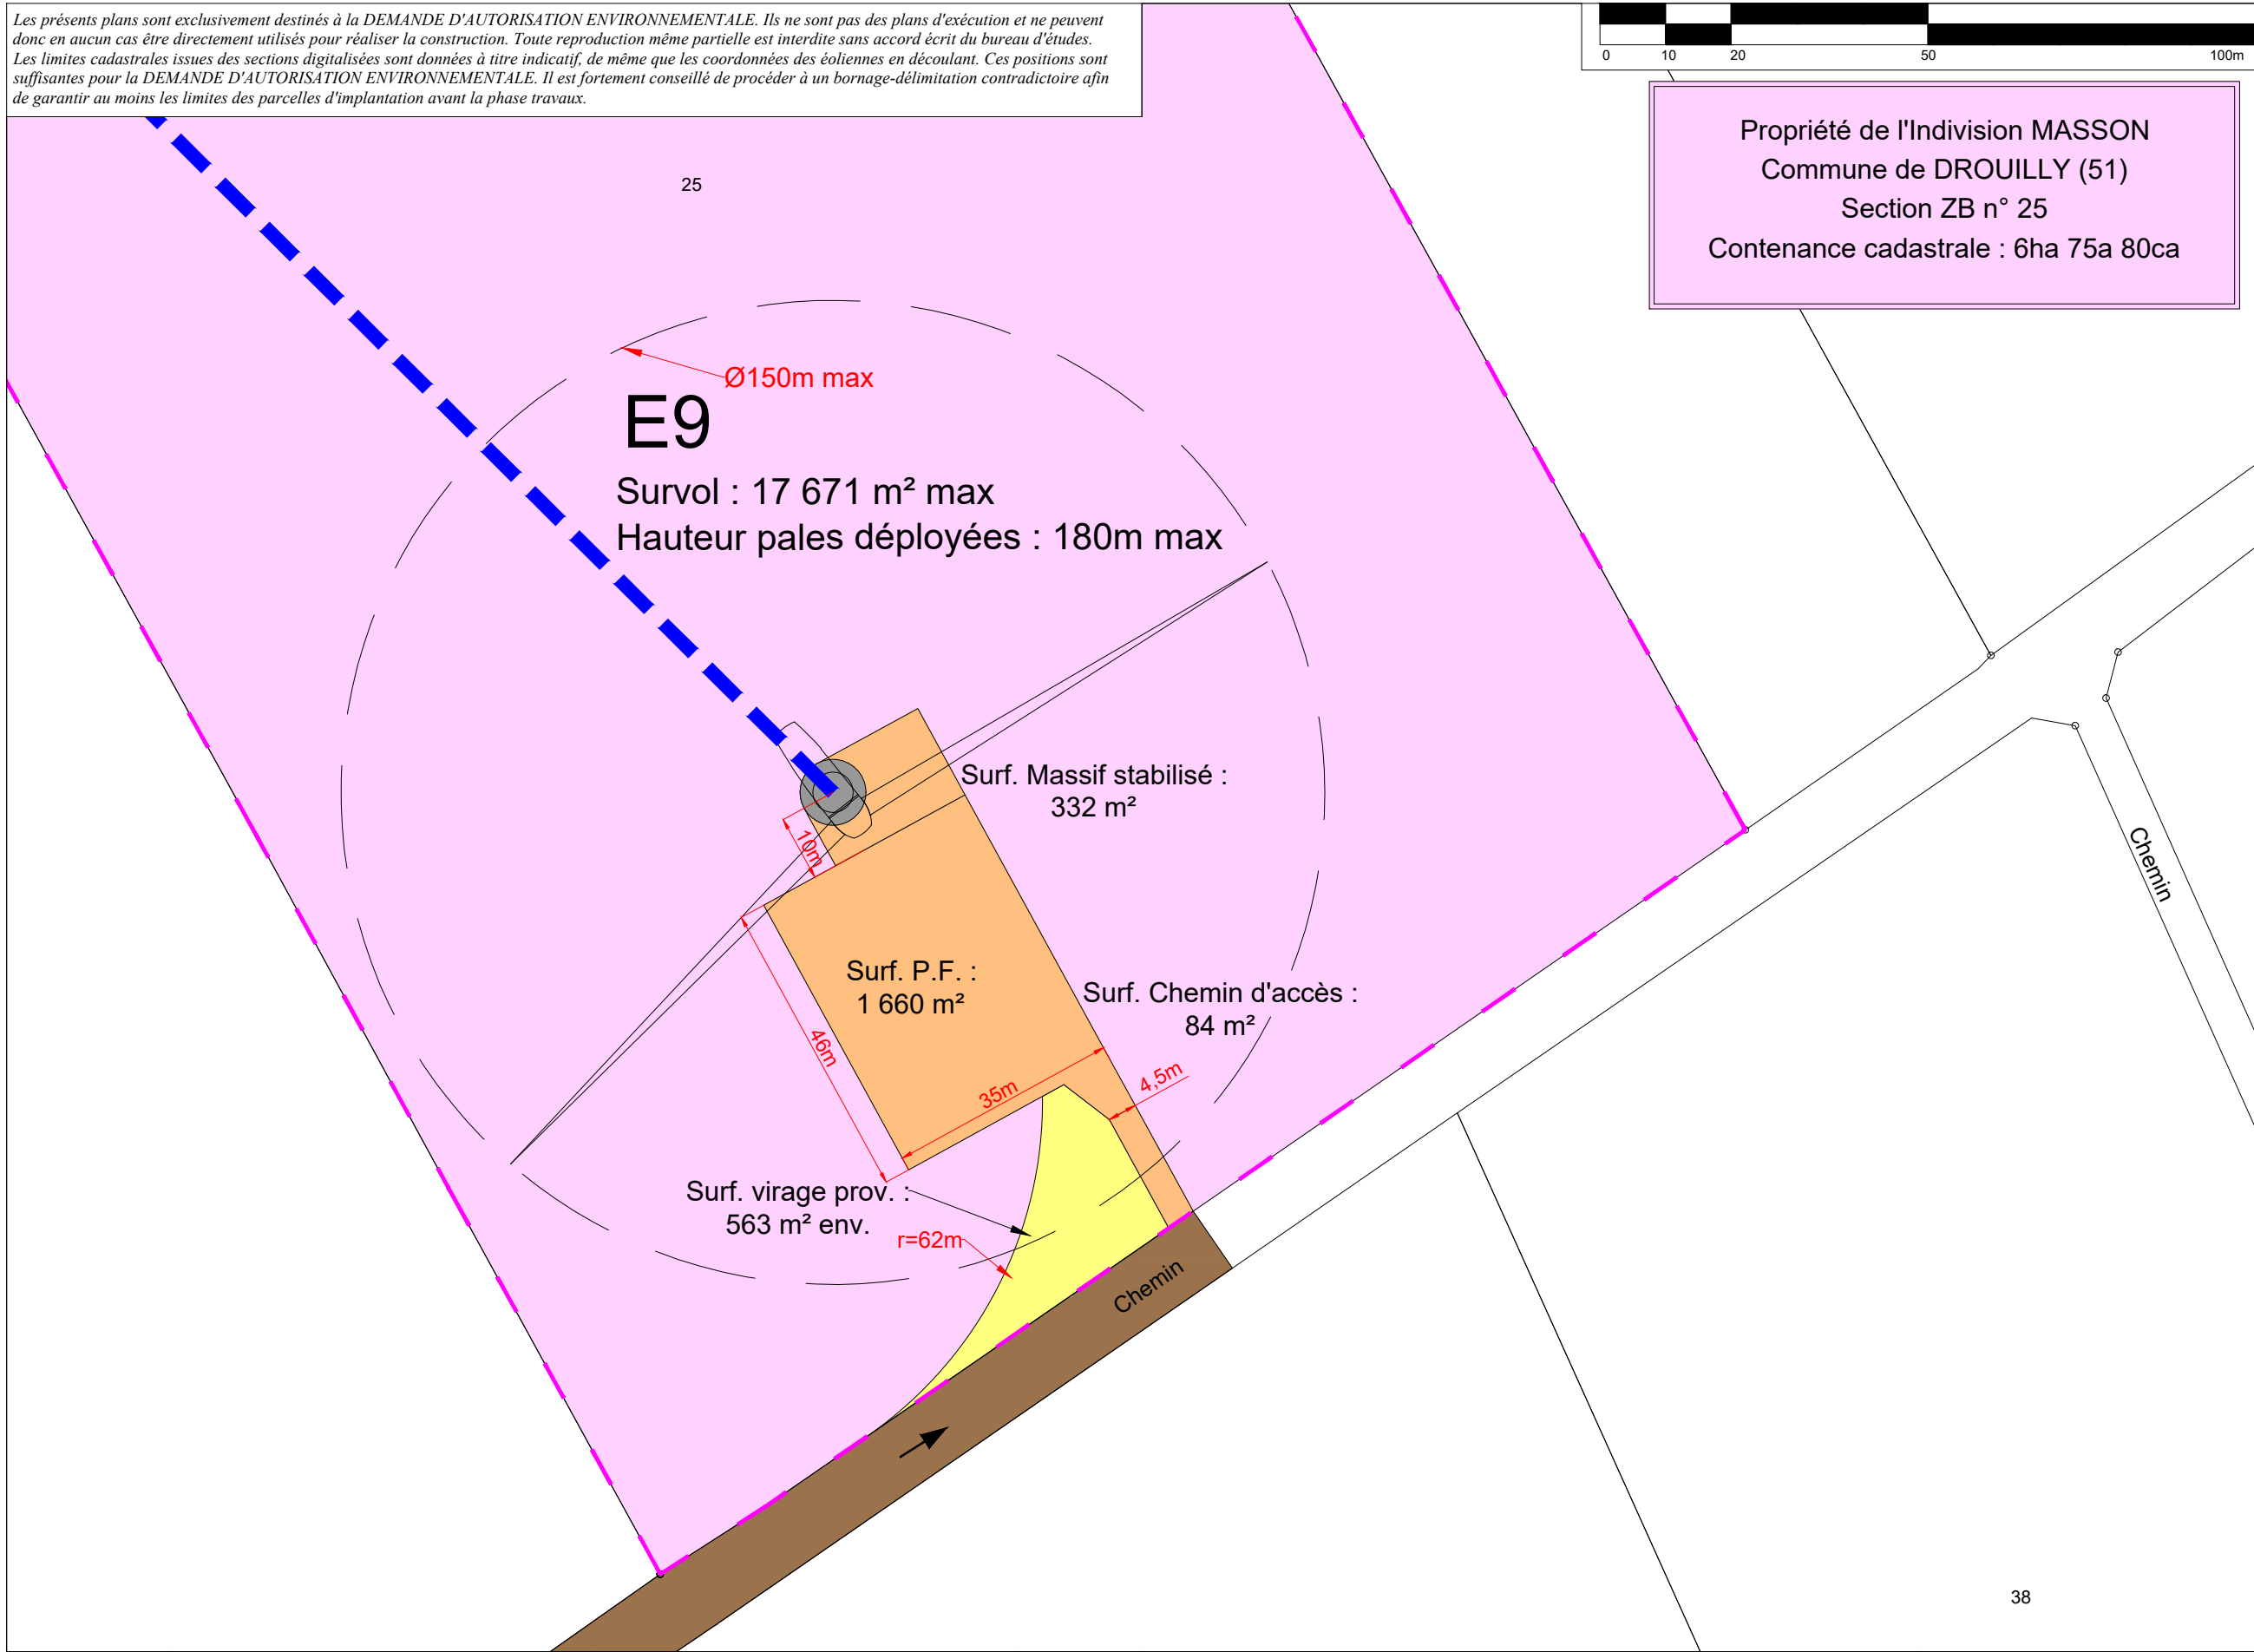 Les présents plans sont exclusivement destinés à la DEMANDE D'AUTORISATION ENVIRONNEMENTALE. Ils ne sont pas des plans d'exécution et ne peuvent
donc en aucun cas être directement utilisés pour réaliser la construction. Toute reproduction même partielle est interdite sans accord écrit du bureau d'études.
Les limites cadastrales issues des sections digitalisées sont données à titre indicatif, de même que les coordonnées des éoliennes en découlant. Ces positions sont
suffisantes pour la DEMANDE D'AUTORISATION ENVIRONNEMENTALE. Il est fortement conseillé de procéder à un bornage-délimitation contradictoire afin
de garantir au moins les limites des parcelles d'implantation avant la phase travaux.
0 10 20 50 100m
Propriété de l'Indivision MASSON
Commune de DROUILLY (51)
Section ZB n° 25
Contenance cadastrale : 6ha 75a 80ca
25
Ø150m max
E9
Survol : 17 671 m² max
Hauteur pales déployées : 180m max
Surf. Massif stabilisé :
332 m²
10m
Chemin
Surf. P.F. :
1 660 m²
Surf. Chemin d'accès :
84 m²
46m
35m
4,5m
Surf. virage prov. :
563 m² env.
r=62m
Chemin
38